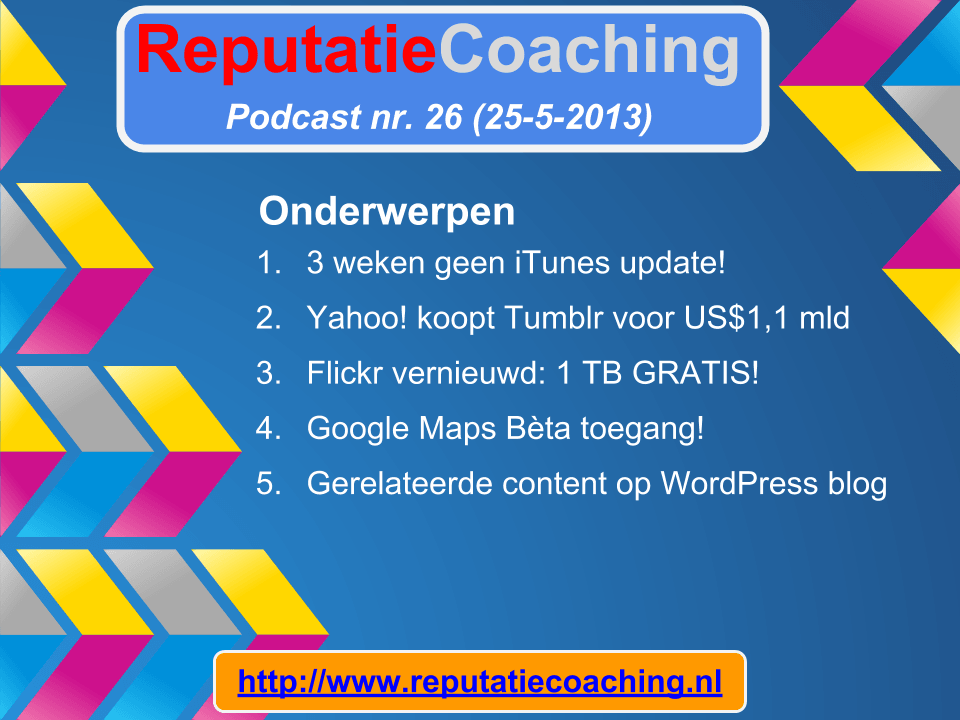 ReputatieCoaching
Podcast nr. 26 (25-5-2013)
Onderwerpen
1. 3 weken geen iTunes update!
2. Yahoo! koopt Tumblr voor US$1,1 mld
3. Flickr vernieuwd: 1 TB GRATIS!
4. Google Maps Bèta toegang!
5. Gerelateerde content op WordPress blog
http://www.reputatiecoaching.nl